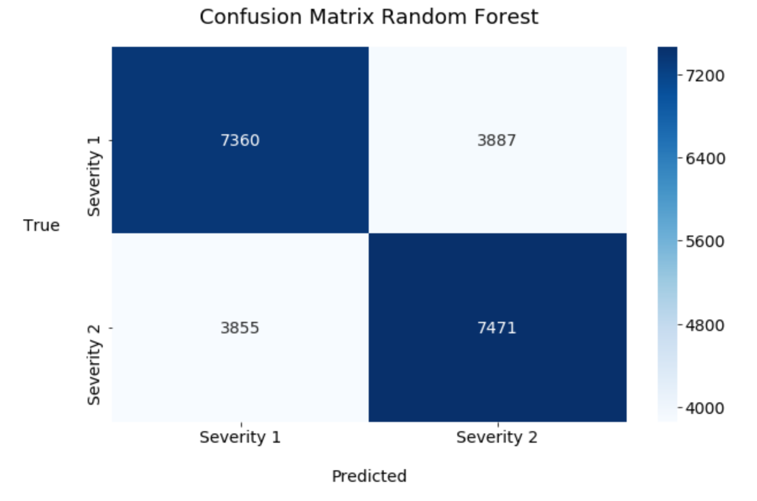 Confusion Matrix Random Forest
7200
7360
3887
Severity 1
6400
True
5600
4800
3855
7471
Severity 2
4000
Severity 1
Severity 2
Predicted